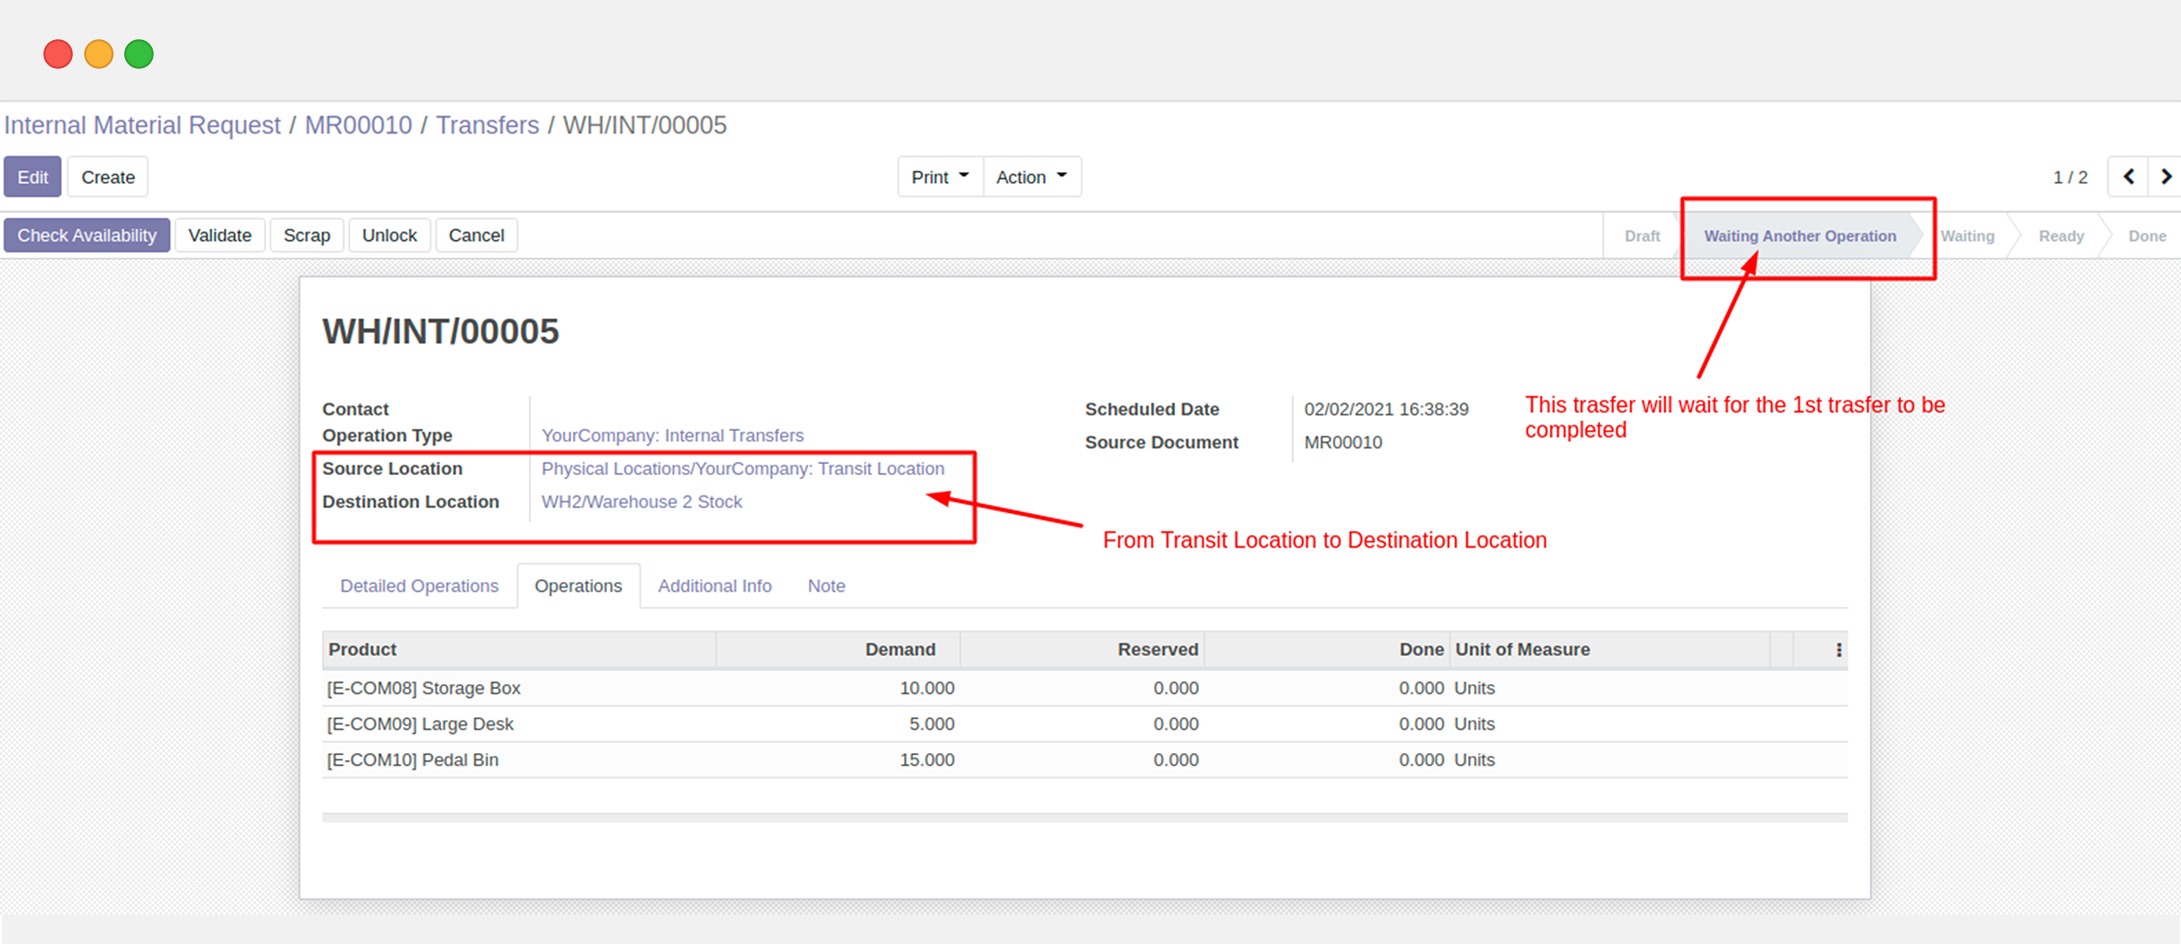 Internal Material Request / MR00010 / Transfers / WH/INT/00005
Edit Create Print Action 1 / 2
Check Availability Validate Scrap Unlock Cancel Draft Waiting Another Operation Waiting Ready Done
WH/INT/00005
Contact
Operation Type YourCompany: Internal Transfers
Source Location Physical Locations/YourCompany: Transit Location
Destination Location WH2/Warehouse 2 Stock
Scheduled Date 02/02/2021 16:38:39
Source Document MR00010
This trasfer will wait for the 1st trasfer to be
completed
From Transit Location to Destination Location
Detailed Operations Operations Additional Info Note
Product Demand Reserved Done Unit of Measure
[E-COM08] Storage Box 10.000 0.000 0.000 Units
[E-COM09] Large Desk 5.000 0.000 0.000 Units
[E-COM10] Pedal Bin 15.000 0.000 0.000 Units